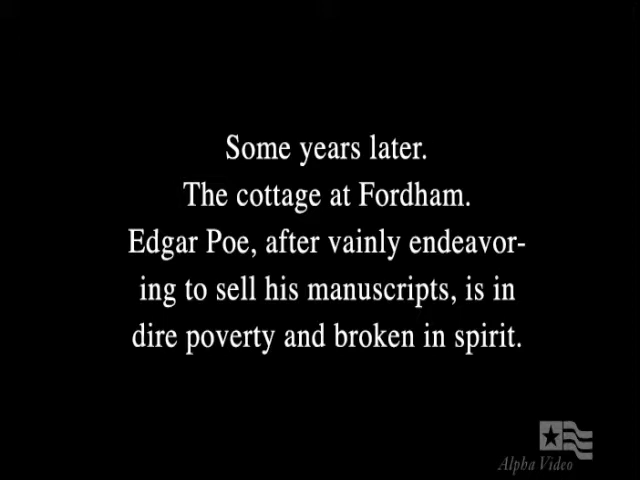 Some years later.
The cottage at Fordham.
Edgar Poe, after vainly endeavor-
ing to sell his manuscripts, is in
dire poverty and broken in spirit.
Alpha Video